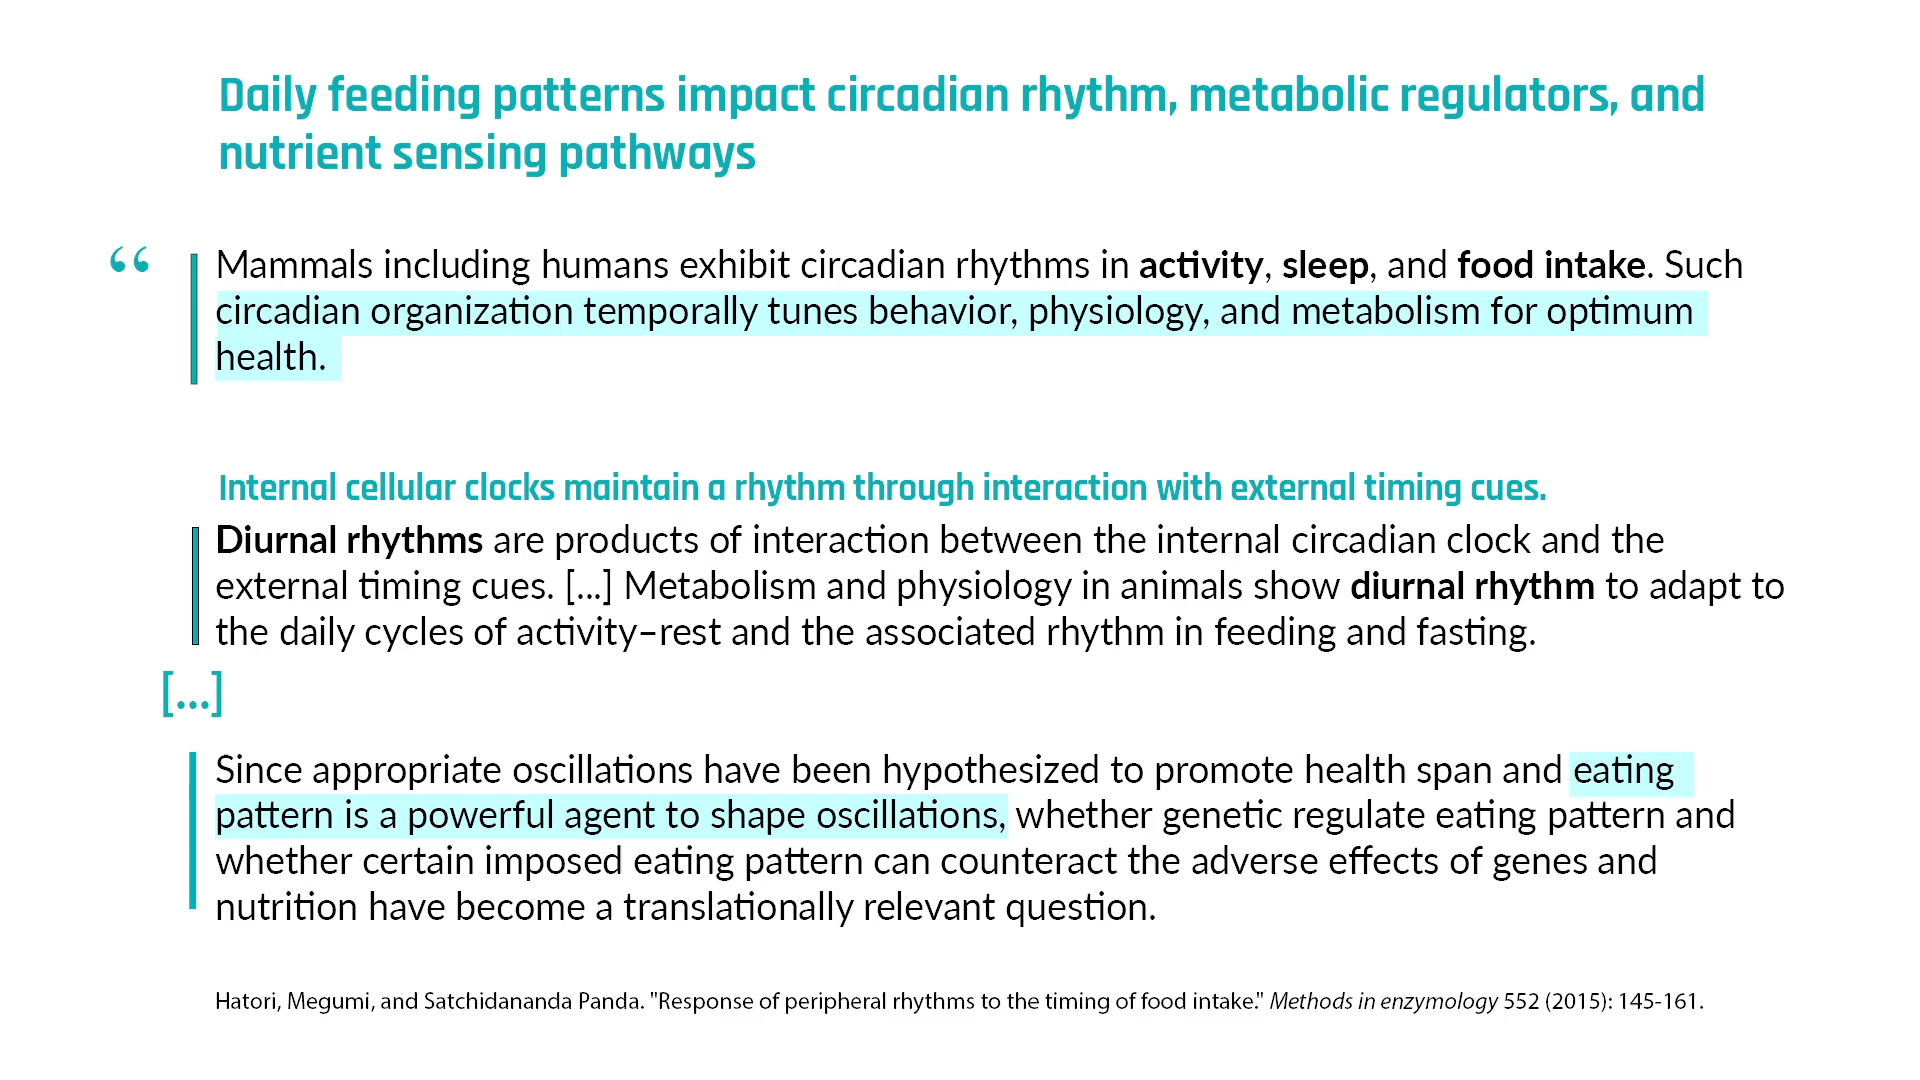 Daily feeding patterns impact circadian rhythm, metabolic regulators, and
nutrient sensing pathways
“
Mammals including humans exhibit circadian rhythms in activity, sleep, and food intake. Such
circadian organization temporally tunes behavior, physiology, and metabolism for optimum
health.
Internal cellular clocks maintain a rhythm through interaction with external timing cues.
Diurnal rhythms are products of interaction between the internal circadian clock and the
external timing cues. [...] Metabolism and physiology in animals show diurnal rhythm to adapt to
the daily cycles of activity–rest and the associated rhythm in feeding and fasting.
[...]
Since appropriate oscillations have been hypothesized to promote health span and eating
pattern is a powerful agent to shape oscillations, whether genetic regulate eating pattern and
whether certain imposed eating pattern can counteract the adverse effects of genes and
nutrition have become a translationally relevant question.
Hatori, Megumi, and Satchidananda Panda. "Response of peripheral rhythms to the timing of food intake." Methods in enzymology 552 (2015): 145-161.